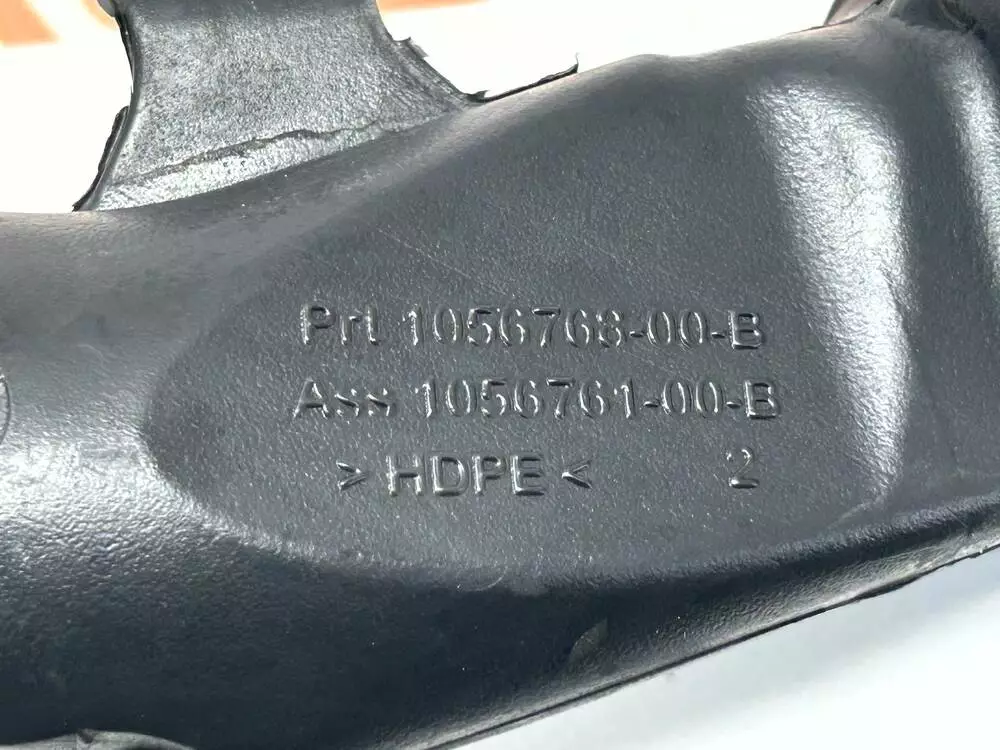 Prt 1056768-00-B
Ass 1056761-00-B
> HDPE < 2